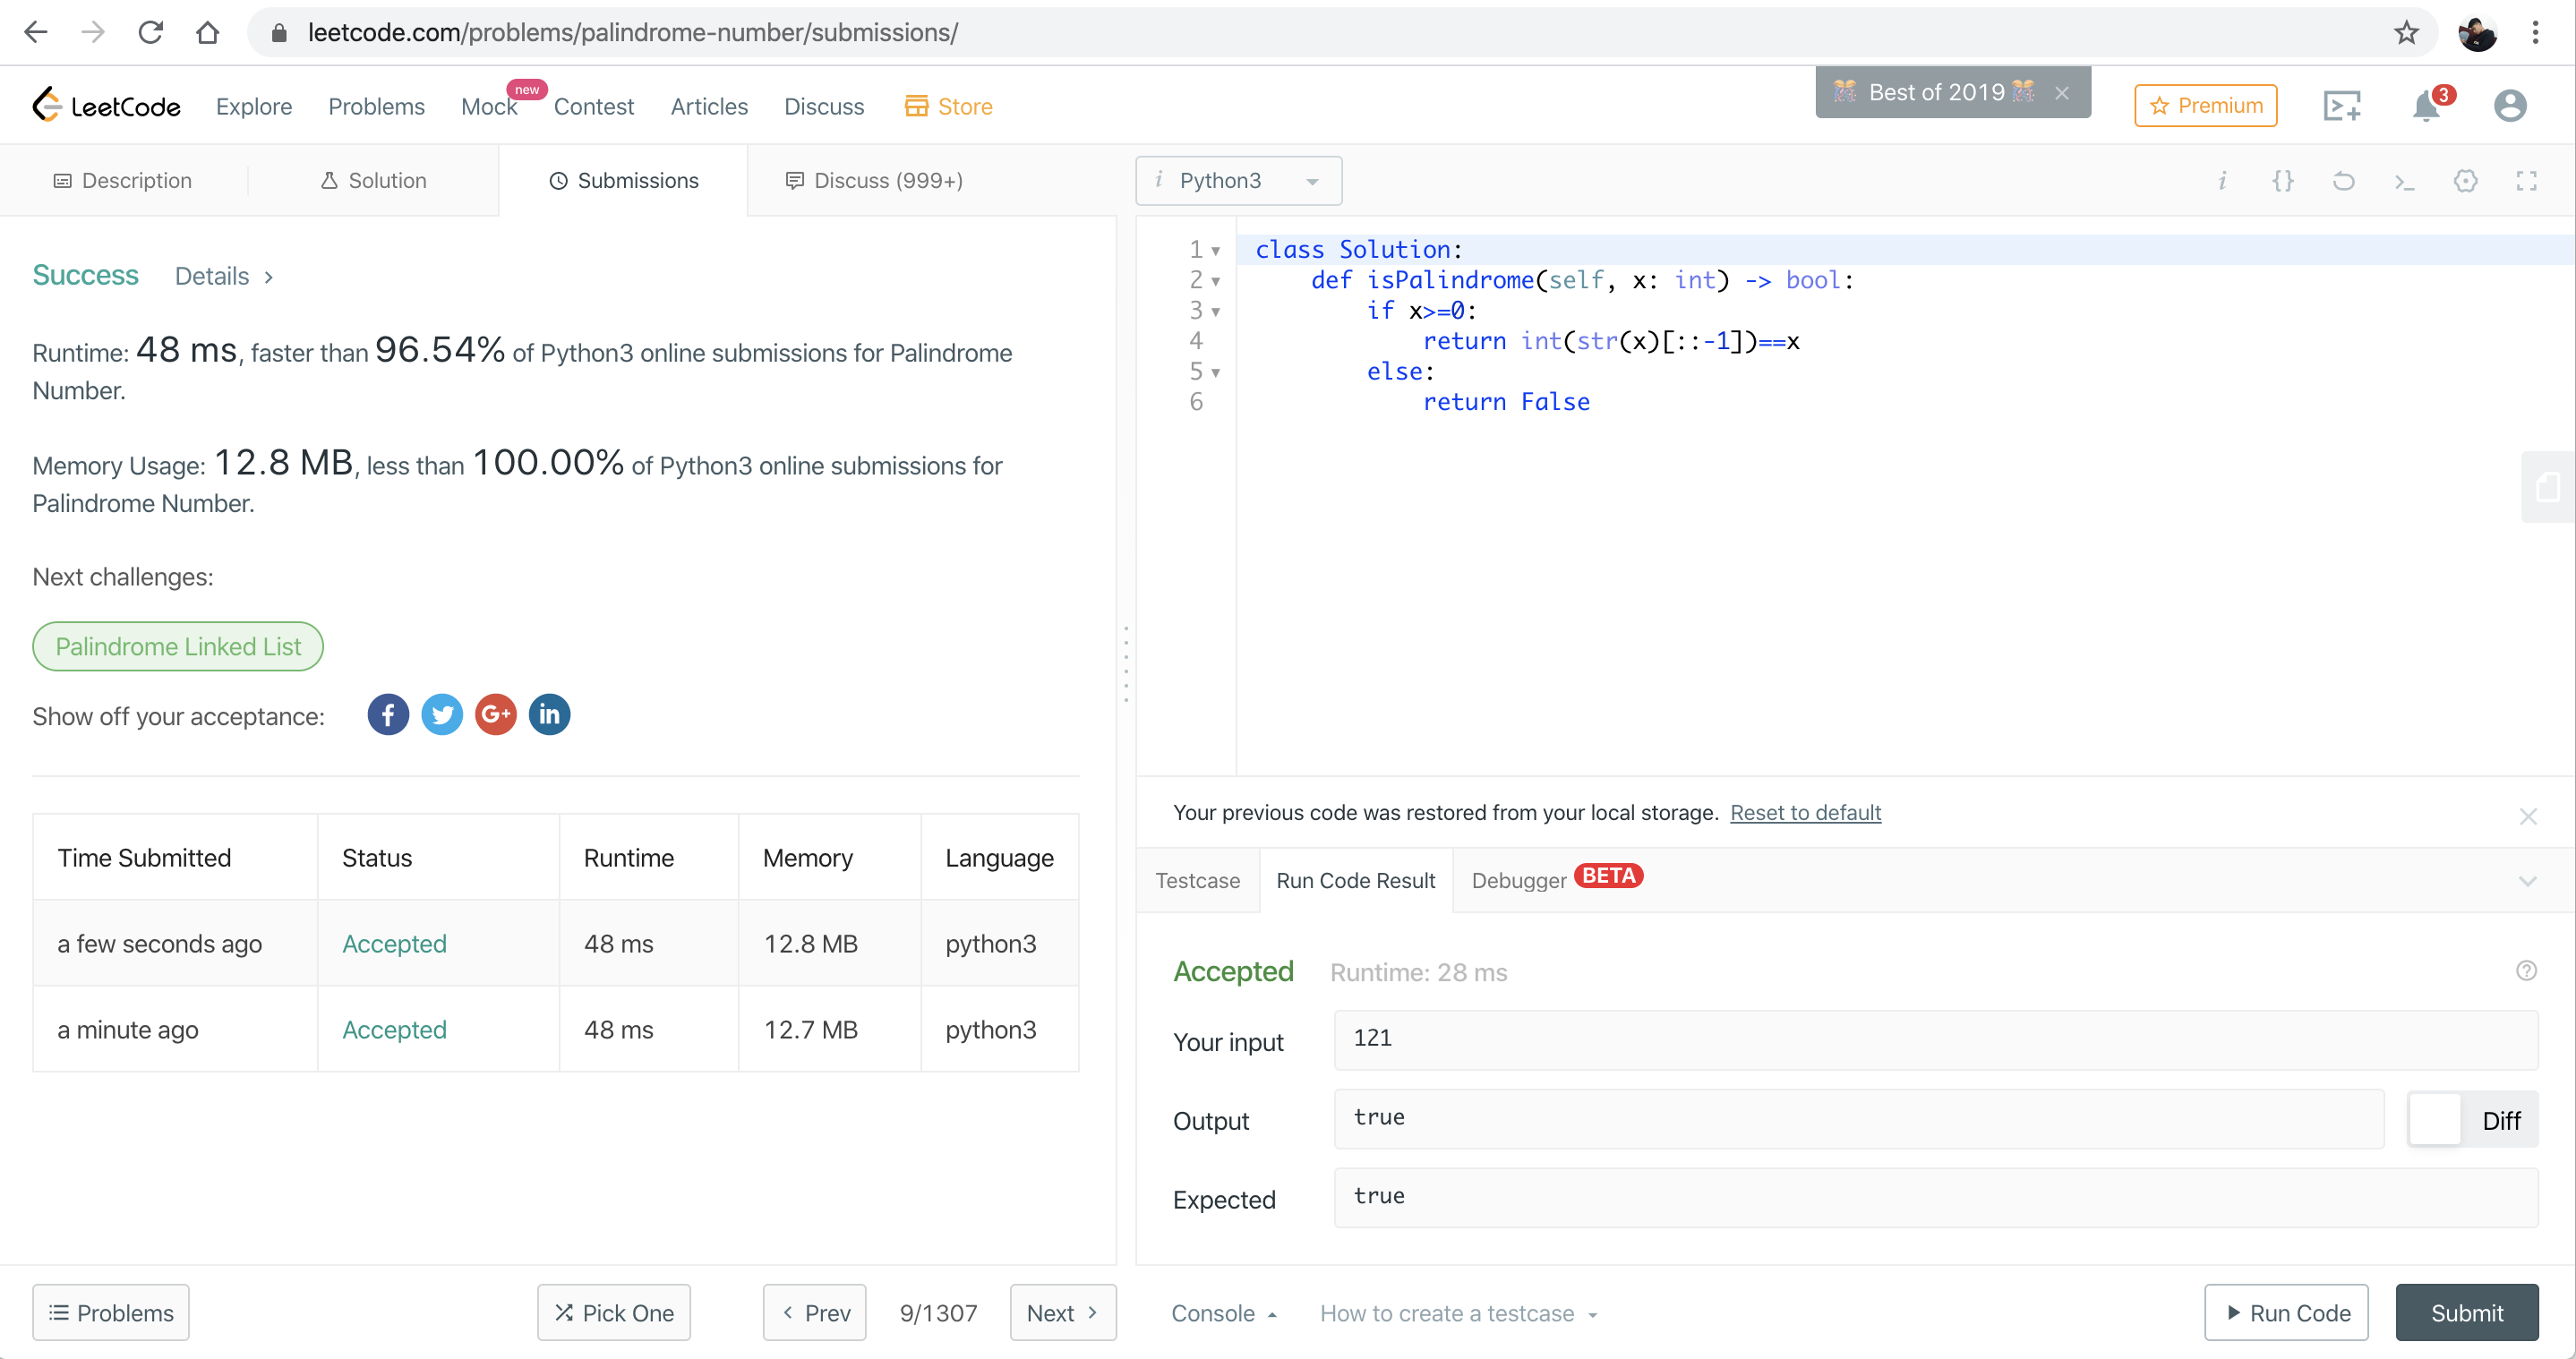 leetcode.com/problems/palindrome-number/submissions/
LeetCode Explore Problems Mock new Contest Articles Discuss Store Best of 2019 Premium 3
Description Solution Submissions Discuss (999+)
i Python3
Success Details
Runtime: 48 ms, faster than 96.54% of Python3 online submissions for Palindrome
Number.
Memory Usage: 12.8 MB, less than 100.00% of Python3 online submissions for
Palindrome Number.
Next challenges:
Palindrome Linked List
Show off your acceptance: f G+ in
Time Submitted Status Runtime Memory Language
a few seconds ago Accepted 48 ms 12.8 MB python3
a minute ago Accepted 48 ms 12.7 MB python3
Problems Pick One Prev 9/1307 Next
i {} >_
1 class Solution:
2     def isPalindrome(self, x: int) -> bool:
3         if x>=0:
4             return int(str(x)[::-1])==x
5         else:
6             return False
Your previous code was restored from your local storage. Reset to default
Testcase Run Code Result Debugger BETA
Accepted Runtime: 28 ms ?
Your input 121
Output true Diff
Expected true
Console How to create a testcase Run Code Submit